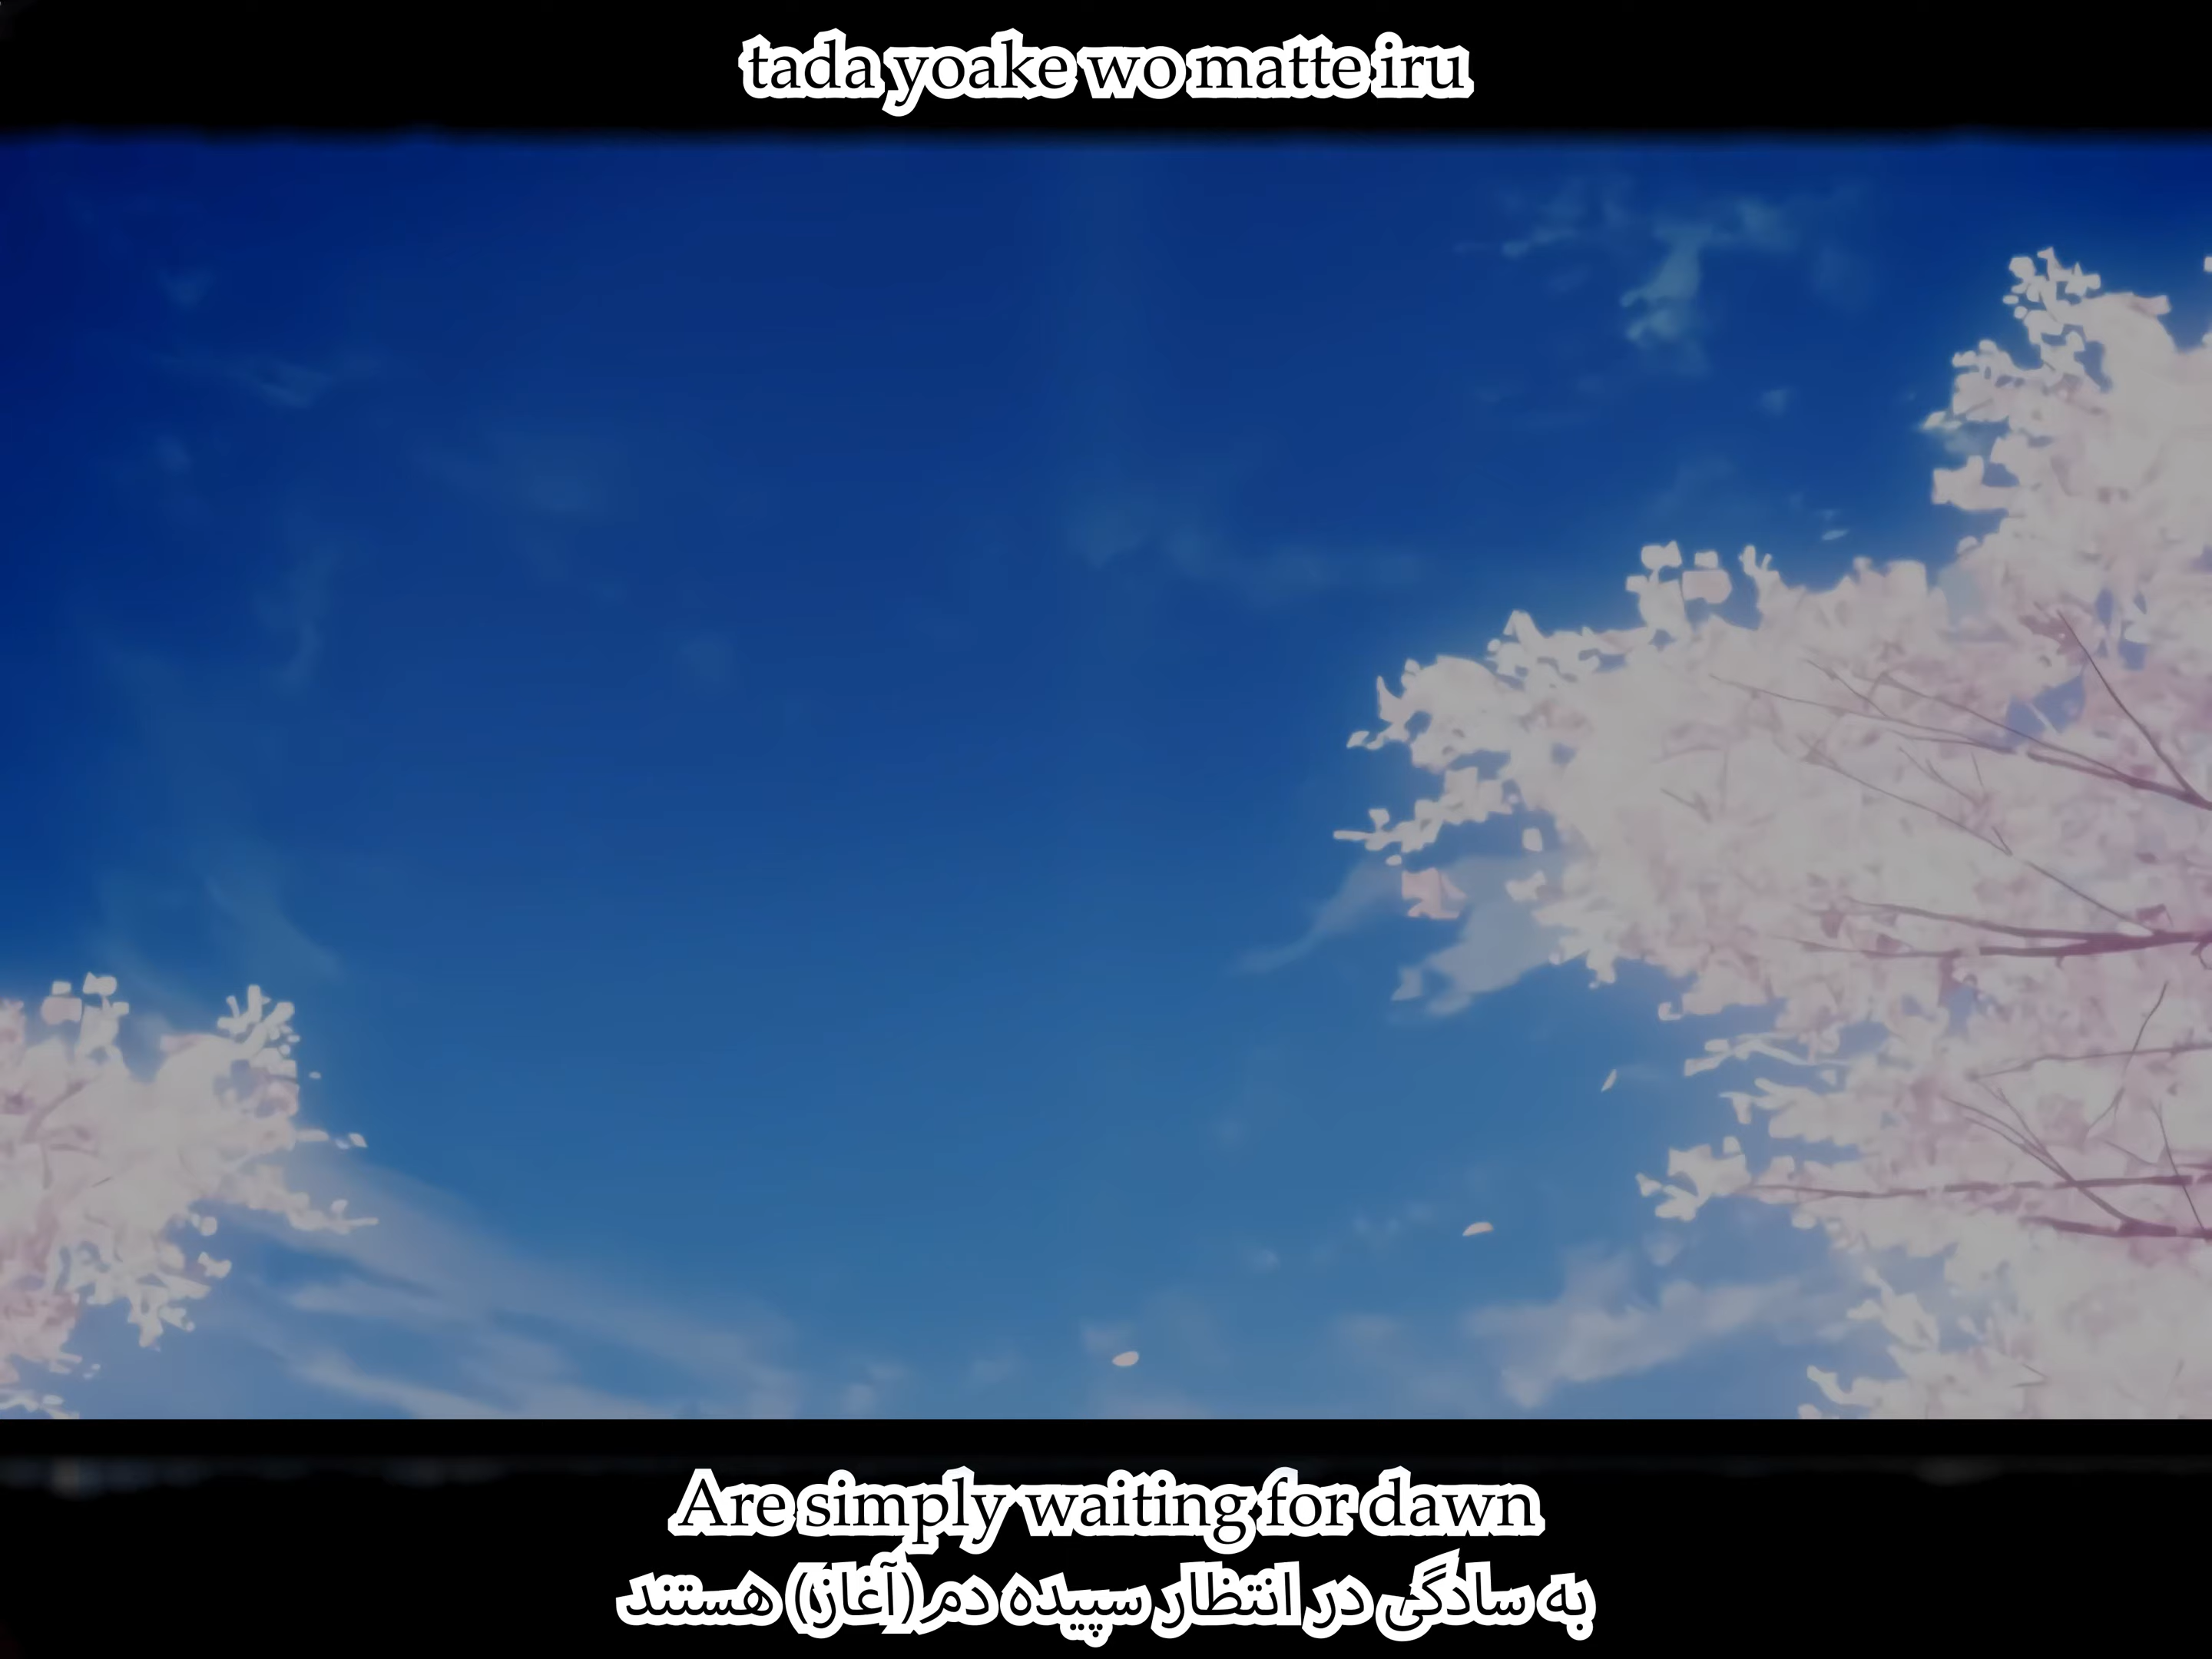 tada yoake wo matte iru
Are simply waiting for dawn
به سادگی در انتظار سپیده دم (آغاز) هستند